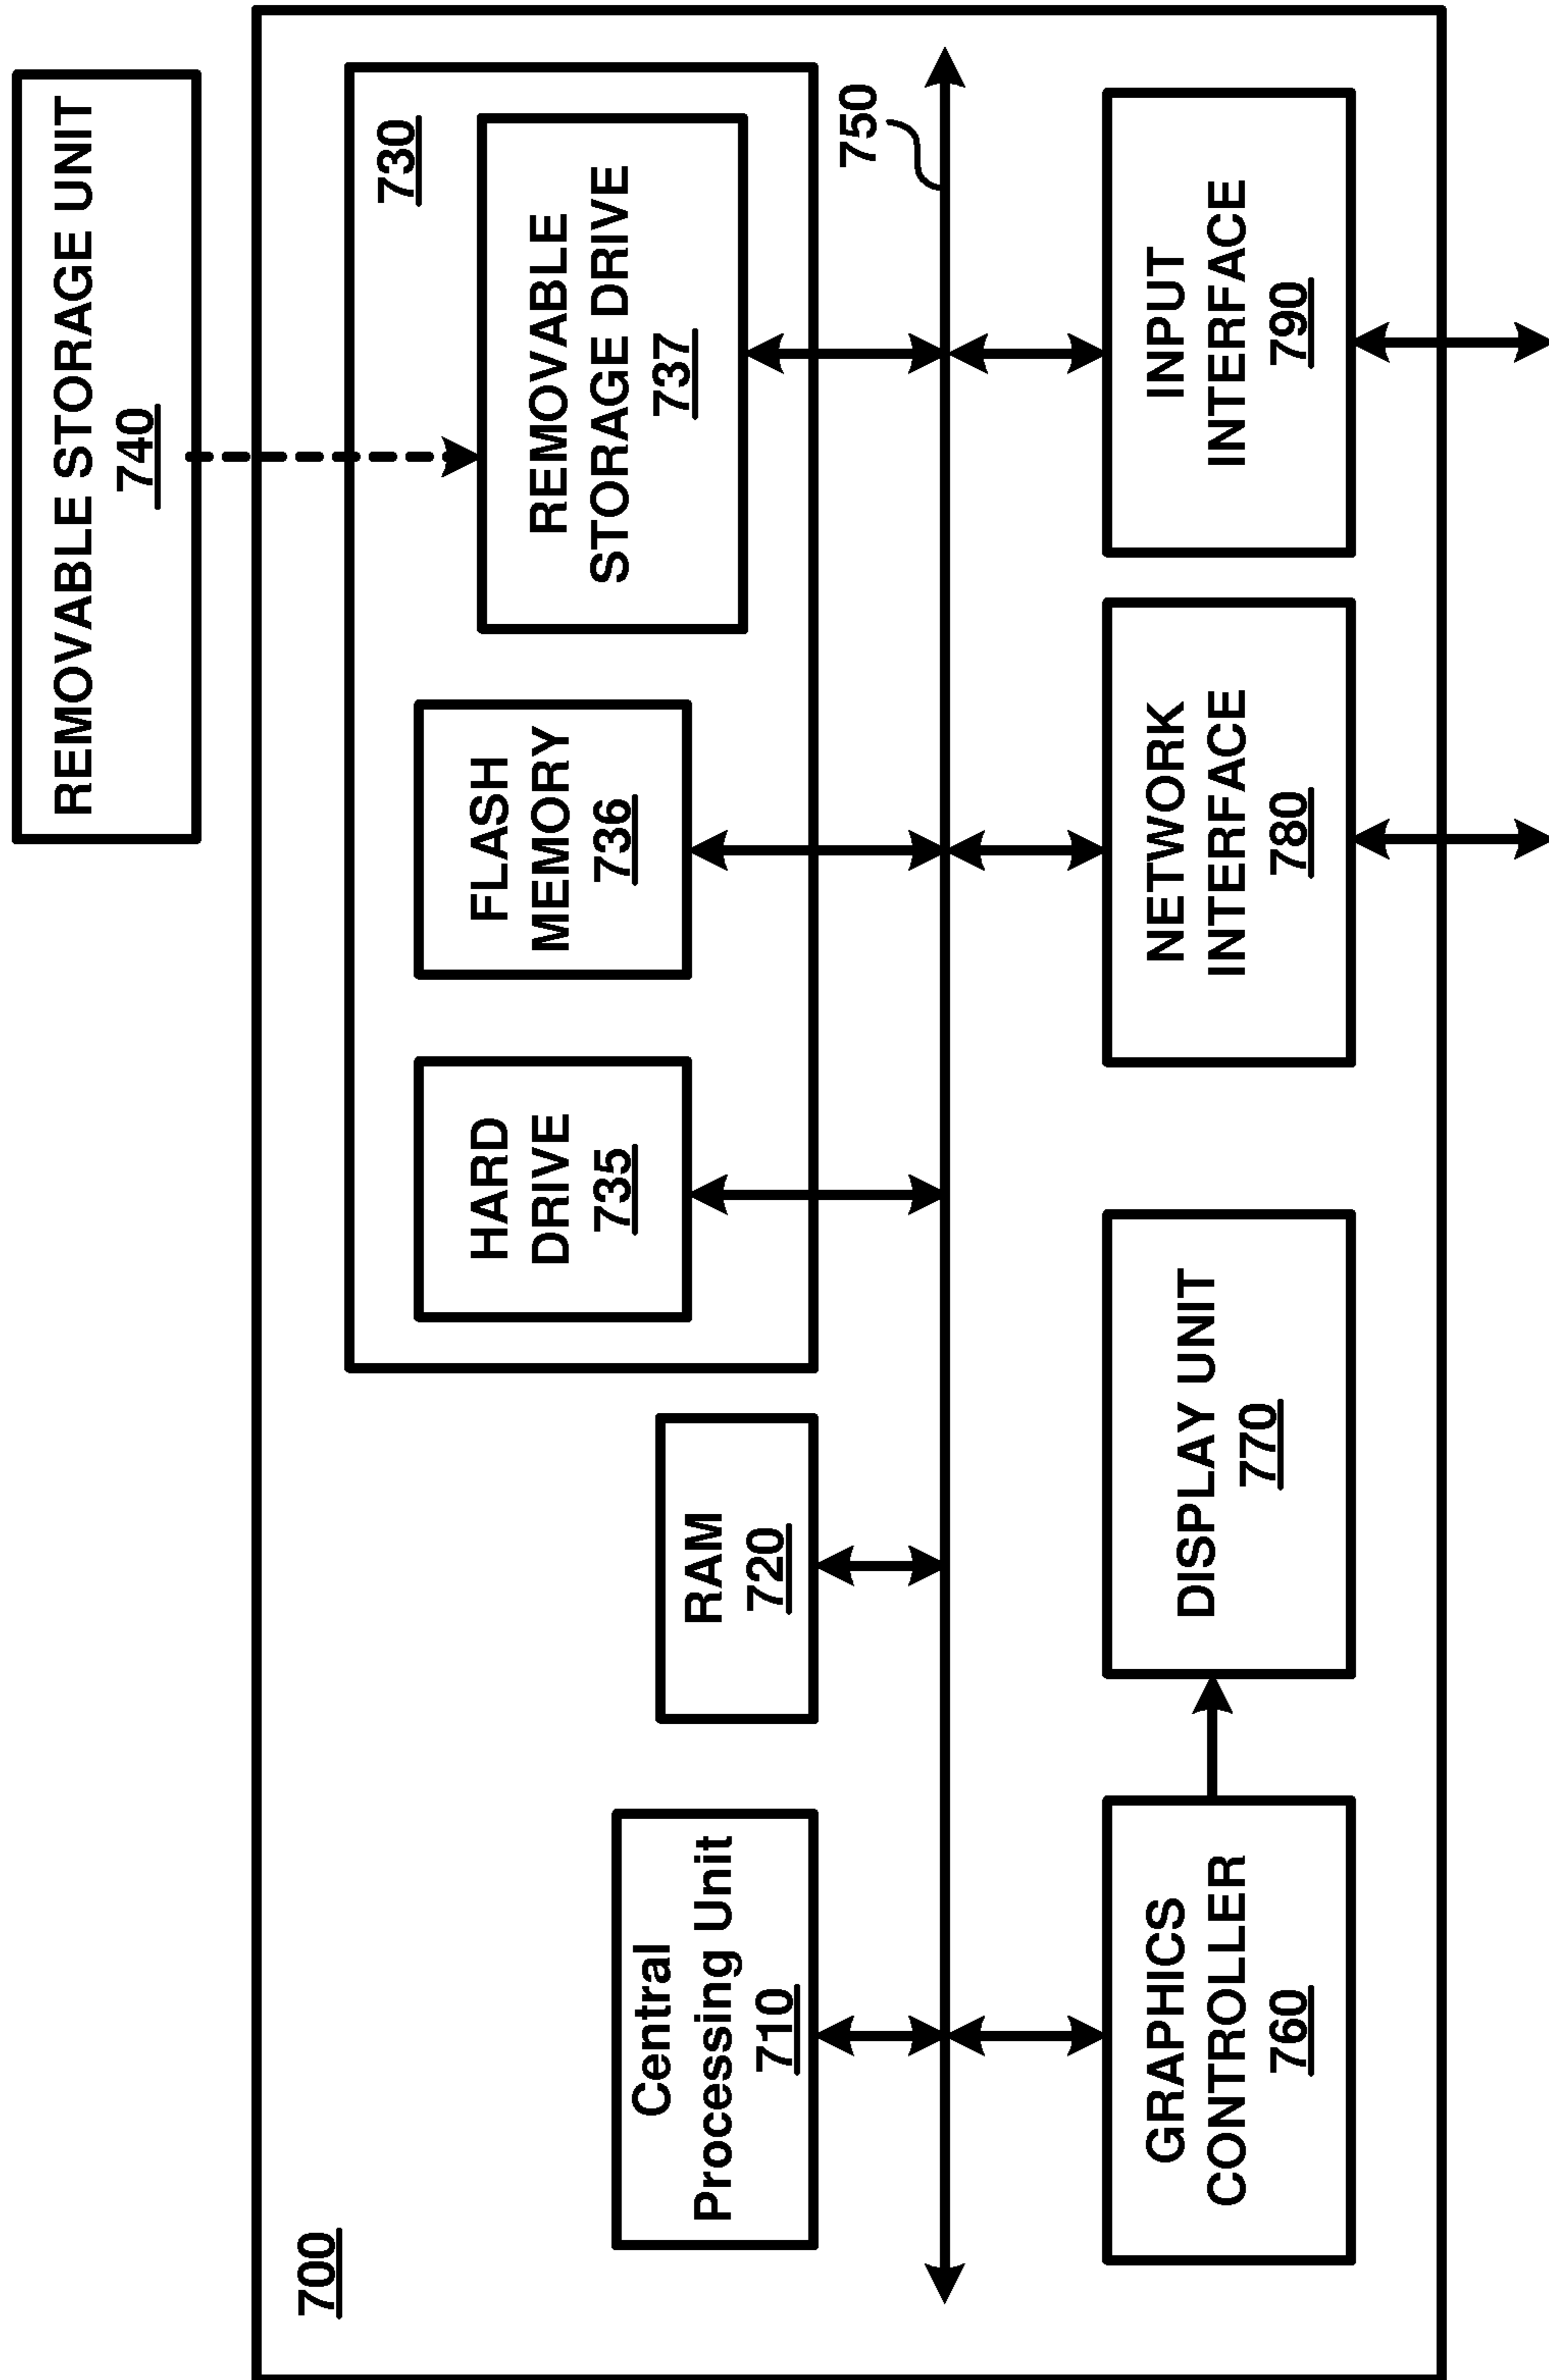 REMOVABLE STORAGE UNIT
740
700
730
HARD
DRIVE
735
FLASH
MEMORY
736
REMOVABLE
STORAGE DRIVE
737
Central
Processing Unit
710
RAM
720
750
GRAPHICS
CONTROLLER
760
DISPLAY UNIT
770
NETWORK
INTERFACE
780
INPUT
INTERFACE
790